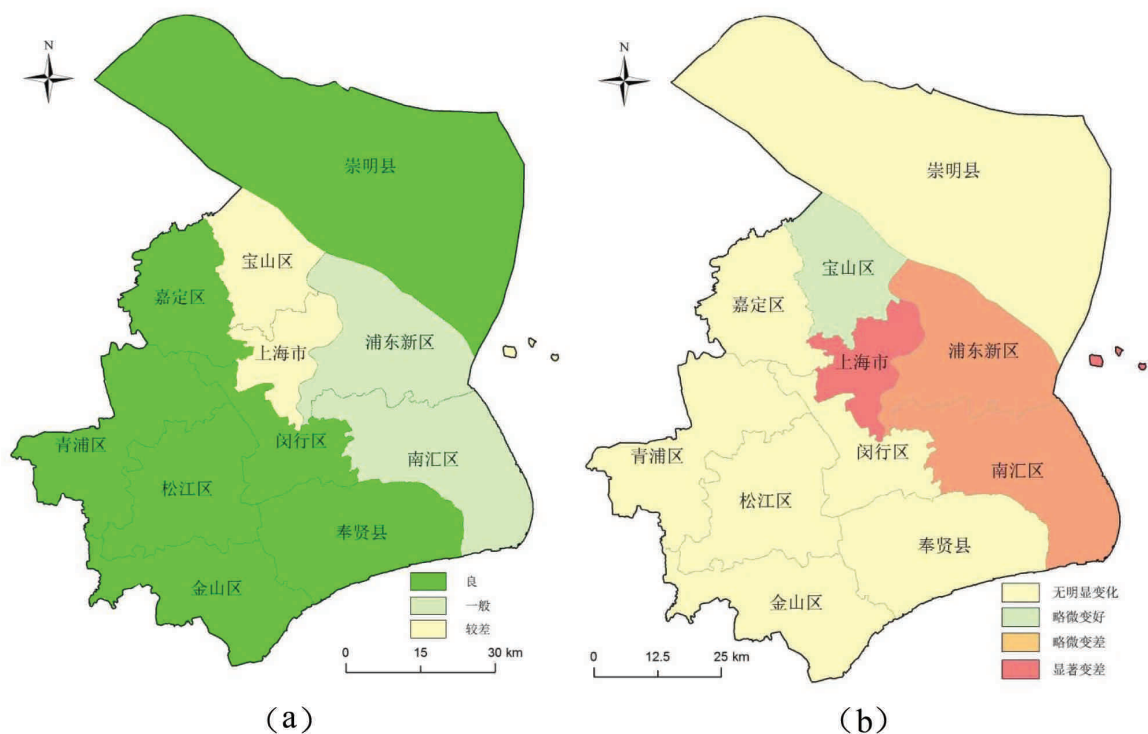 N
崇明县
宝山区
嘉定区
上海市
浦东新区
青浦区
闵行区
南汇区
松江区
奉贤县
金山区
良
一般
较差
0 15 30 km
(a)
N
崇明县
宝山区
嘉定区
上海市
浦东新区
青浦区
闵行区
南汇区
松江区
奉贤县
金山区
无明显变化
略微变好
略微变差
显著变差
0 12.5 25 km
(b)